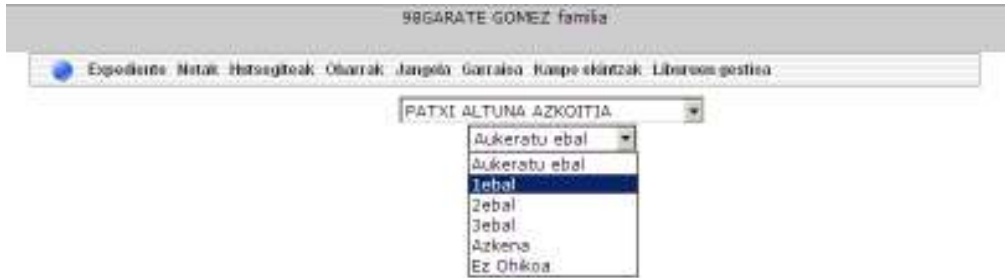 98GARATE GOMEZ familia
Expediente Notak Hutsegiteak Oharrak Jangela Garraioa Kanpo ekintzak Liburuen gestioa
PATXI ALTUNA AZKOITIA
Aukeratu ebal
Aukeratu ebal
1ebal
2ebal
3ebal
Azkena
Ez Ohikoa